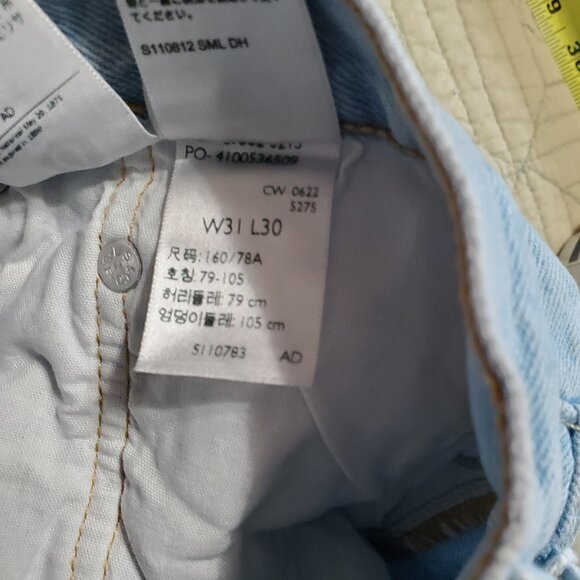 てください。
S110812 SML DH
AD
PO- 4100536509
CW 0622
5275
W31 L30
尺码: 160/78A
호칭: 79-105
허리둘레: 79 cm
엉덩이둘레: 105 cm
S110783 AD